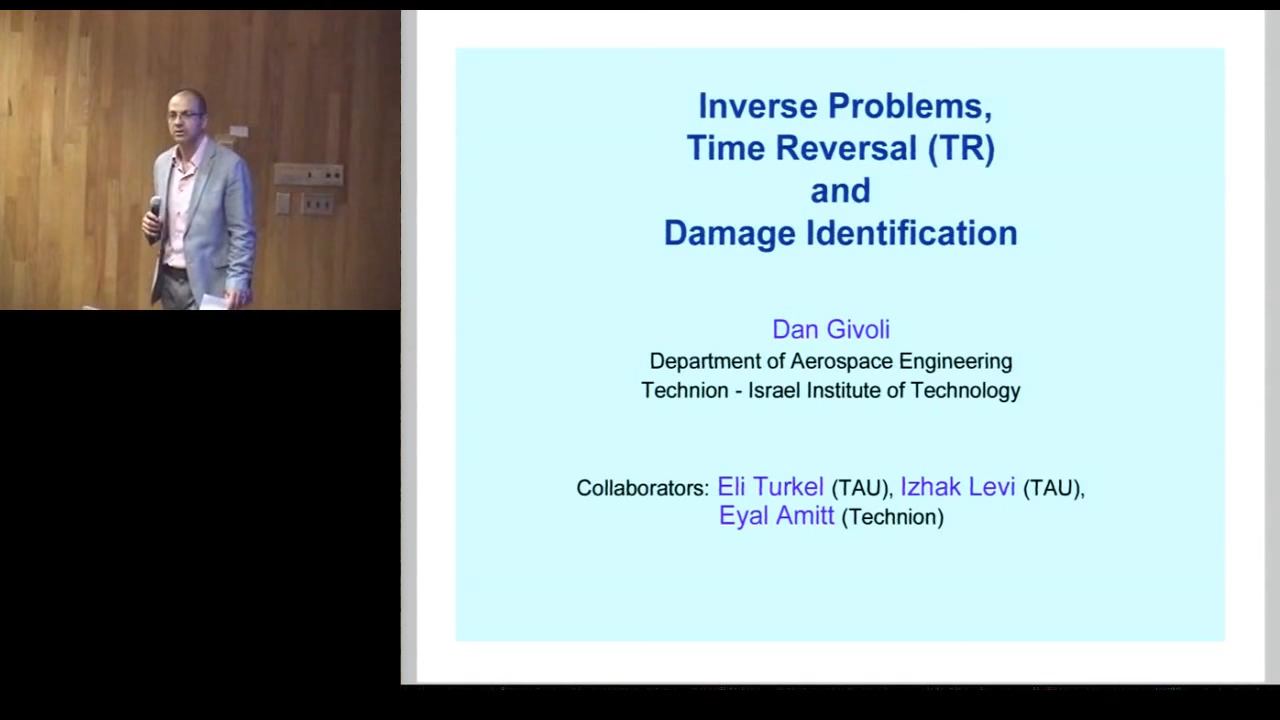 Inverse Problems,
Time Reversal (TR)
and
Damage Identification
Dan Givoli
Department of Aerospace Engineering
Technion - Israel Institute of Technology
Collaborators: Eli Turkel (TAU), Izhak Levi (TAU),
Eyal Amitt (Technion)